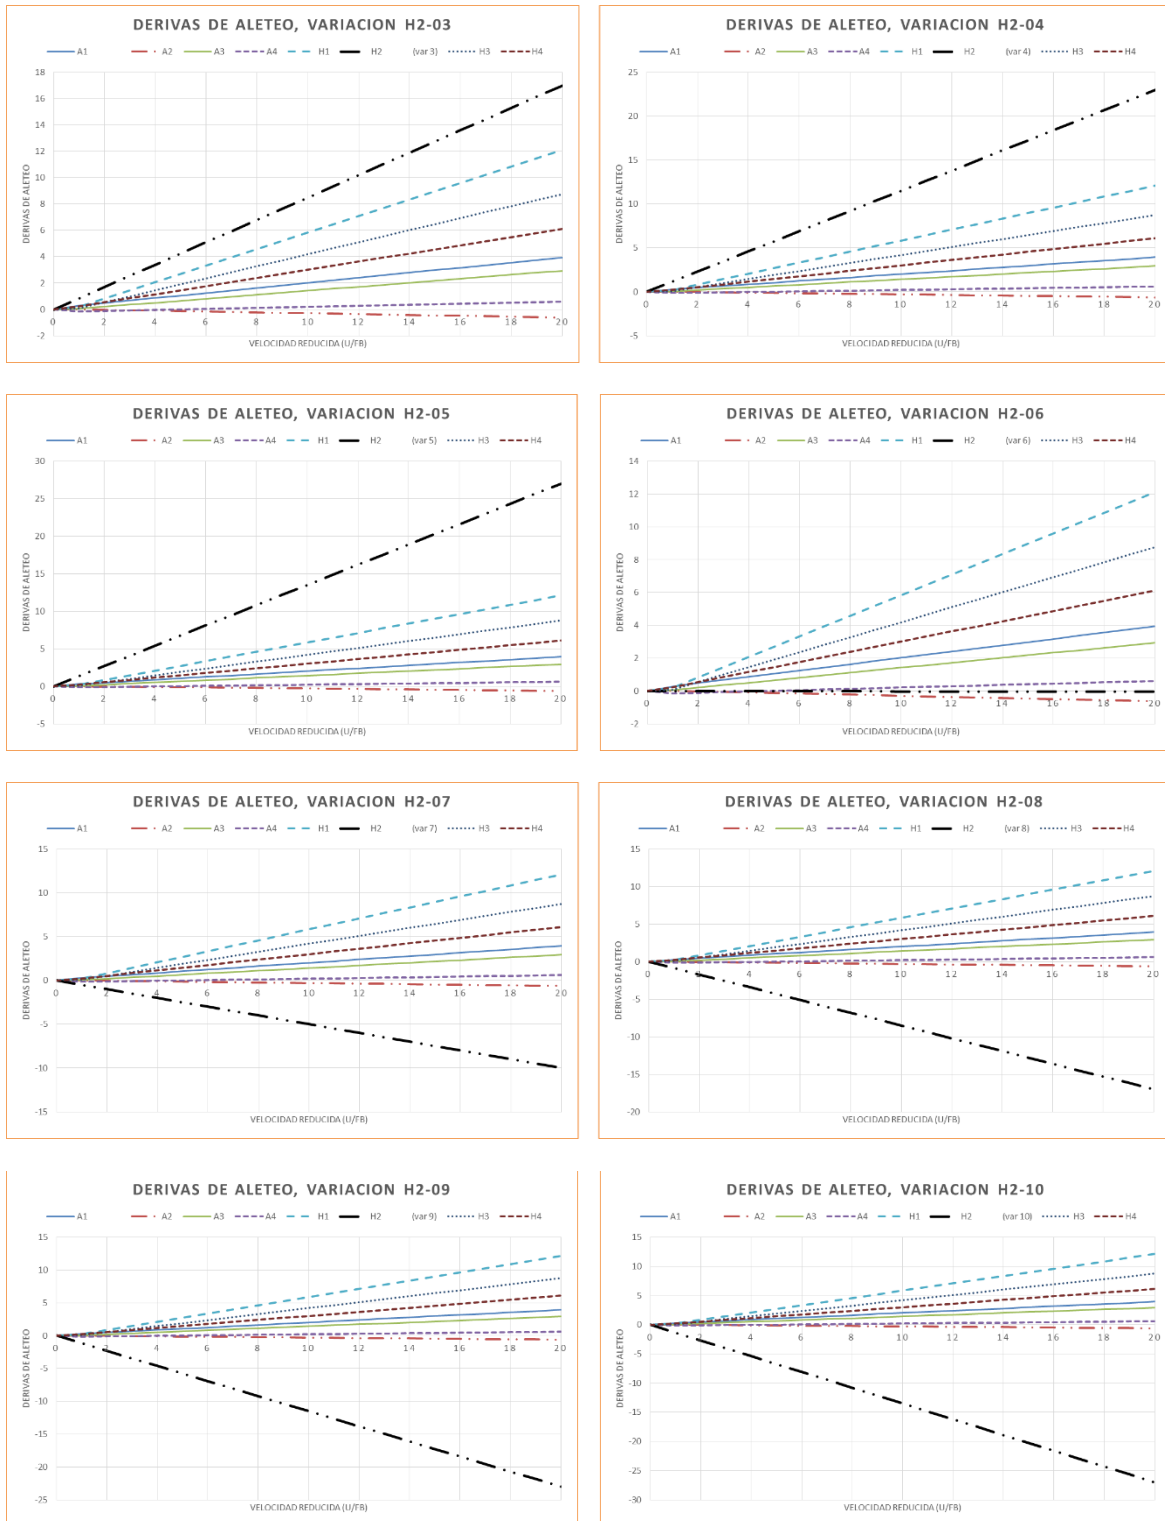 DERIVAS DE ALETEO, VARIACION H2-03
A1 A2 A3 A4 H1 H2 (var 3) H3 H4
18
16
14
12
10
8
6
4
2
0
-2
0 2 4 6 8 10 12 14 16 18 20
DERIVAS DE ALETEO
VELOCIDAD REDUCIDA (U/FB)
DERIVAS DE ALETEO, VARIACION H2-04
A1 A2 A3 A4 H1 H2 (var 4) H3 H4
25
20
15
10
5
0
-5
0 2 4 6 8 10 12 14 16 18 20
DERIVAS DE ALETEO
VELOCIDAD REDUCIDA (U/FB)
DERIVAS DE ALETEO, VARIACION H2-05
A1 A2 A3 A4 H1 H2 (var 5) H3 H4
30
25
20
15
10
5
0
-5
0 2 4 6 8 10 12 14 16 18 20
DERIVAS DE ALETEO
VELOCIDAD REDUCIDA (U/FB)
DERIVAS DE ALETEO, VARIACION H2-06
A1 A2 A3 A4 H1 H2 (var 6) H3 H4
14
12
10
8
6
4
2
0
-2
0 2 4 6 8 10 12 14 16 18 20
DERIVAS DE ALETEO
VELOCIDAD REDUCIDA (U/FB)
DERIVAS DE ALETEO, VARIACION H2-07
A1 A2 A3 A4 H1 H2 (var 7) H3 H4
15
10
5
0
-5
-10
-15
0 2 4 6 8 10 12 14 16 18 20
DERIVAS DE ALETEO
VELOCIDAD REDUCIDA (U/FB)
DERIVAS DE ALETEO, VARIACION H2-08
A1 A2 A3 A4 H1 H2 (var 8) H3 H4
15
10
5
0
-5
-10
-15
-20
0 2 4 6 8 10 12 14 16 18 20
DERIVAS DE ALETEO
VELOCIDAD REDUCIDA (U/FB)
DERIVAS DE ALETEO, VARIACION H2-09
A1 A2 A3 A4 H1 H2 (var 9) H3 H4
15
10
5
0
-5
-10
-15
-20
-25
0 2 4 6 8 10 12 14 16 18 20
DERIVAS DE ALETEO
VELOCIDAD REDUCIDA (U/FB)
DERIVAS DE ALETEO, VARIACION H2-10
A1 A2 A3 A4 H1 H2 (var 10) H3 H4
15
10
5
0
-5
-10
-15
-20
-25
-30
0 2 4 6 8 10 12 14 16 18 20
DERIVAS DE ALETEO
VELOCIDAD REDUCIDA (U/FB)